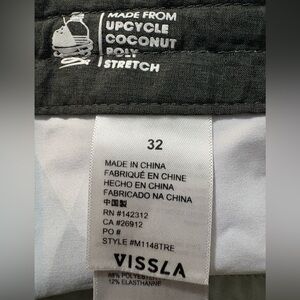 MADE FROM
UPCYCLE
COCONUT
POLY
STRETCH
32
MADE IN CHINA
FABRIQUÉ EN CHINE
HECHO EN CHINA
FABRICADO NA CHINA
中国制造
RN #142312
CA #26912
PO #
STYLE #M1148TRE
VISSLA
88% POLYESTER
12% ELASTHANNE